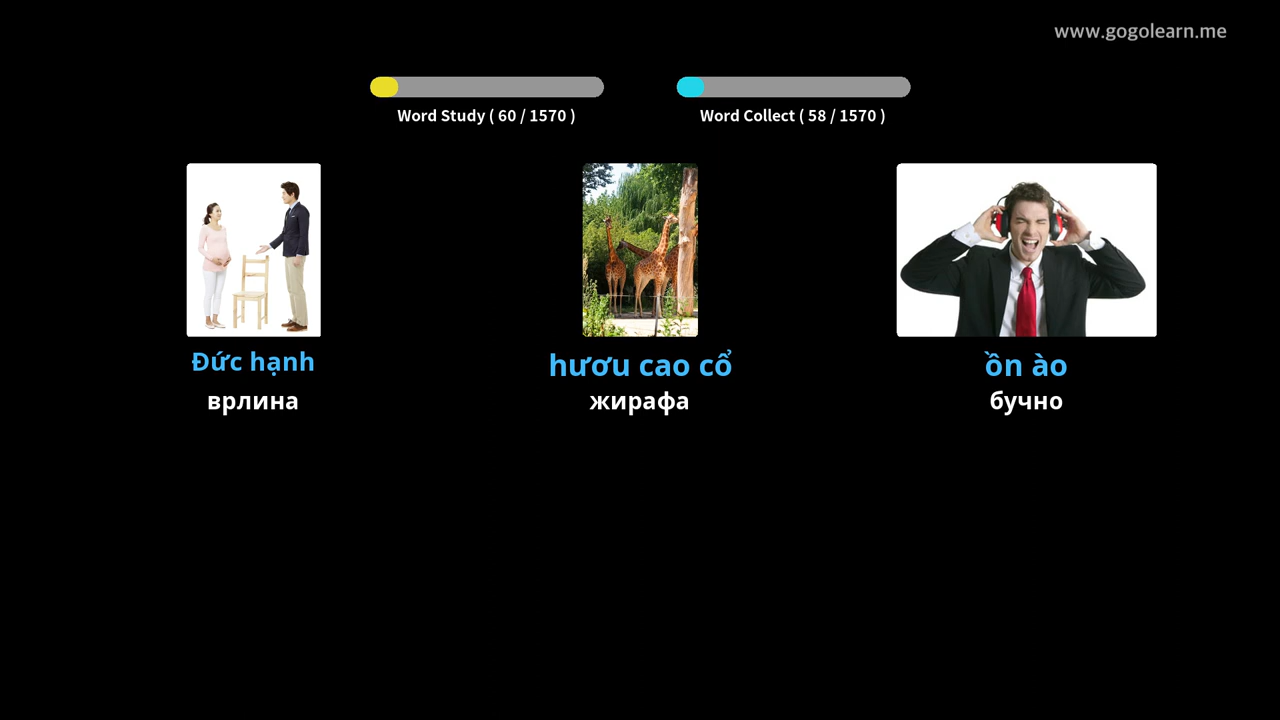 www.gogolearn.me
Word Study ( 60 / 1570 )
Word Collect ( 58 / 1570 )
Đức hạnh
врлина
hươu cao cổ
жирафа
ồn ào
бучно